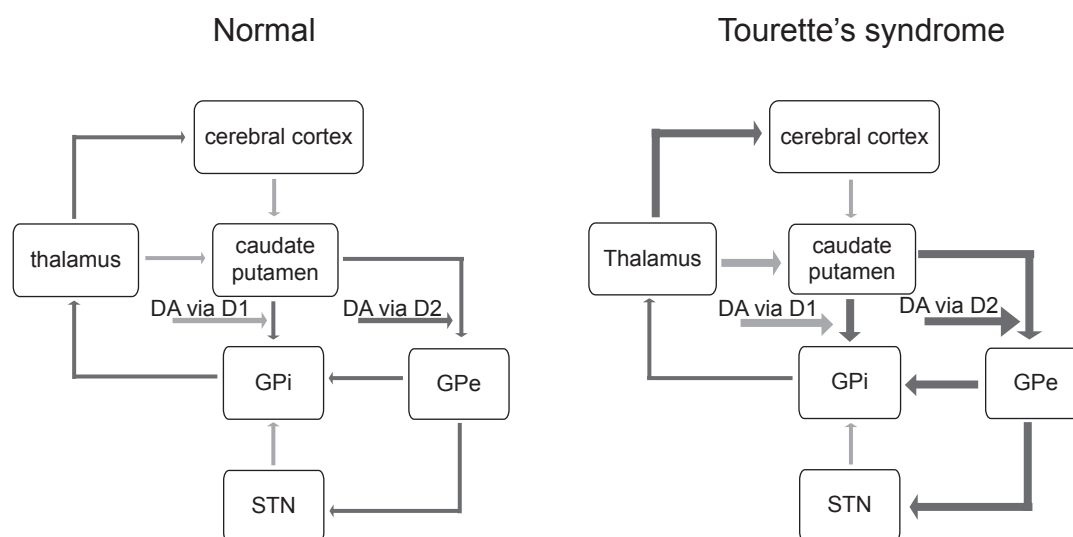 Normal
cerebral cortex
thalamus
caudate
putamen
DA via D1
DA via D2
GPi
GPe
STN
Tourette’s syndrome
cerebral cortex
Thalamus
caudate
putamen
DA via D1
DA via D2
GPi
GPe
STN